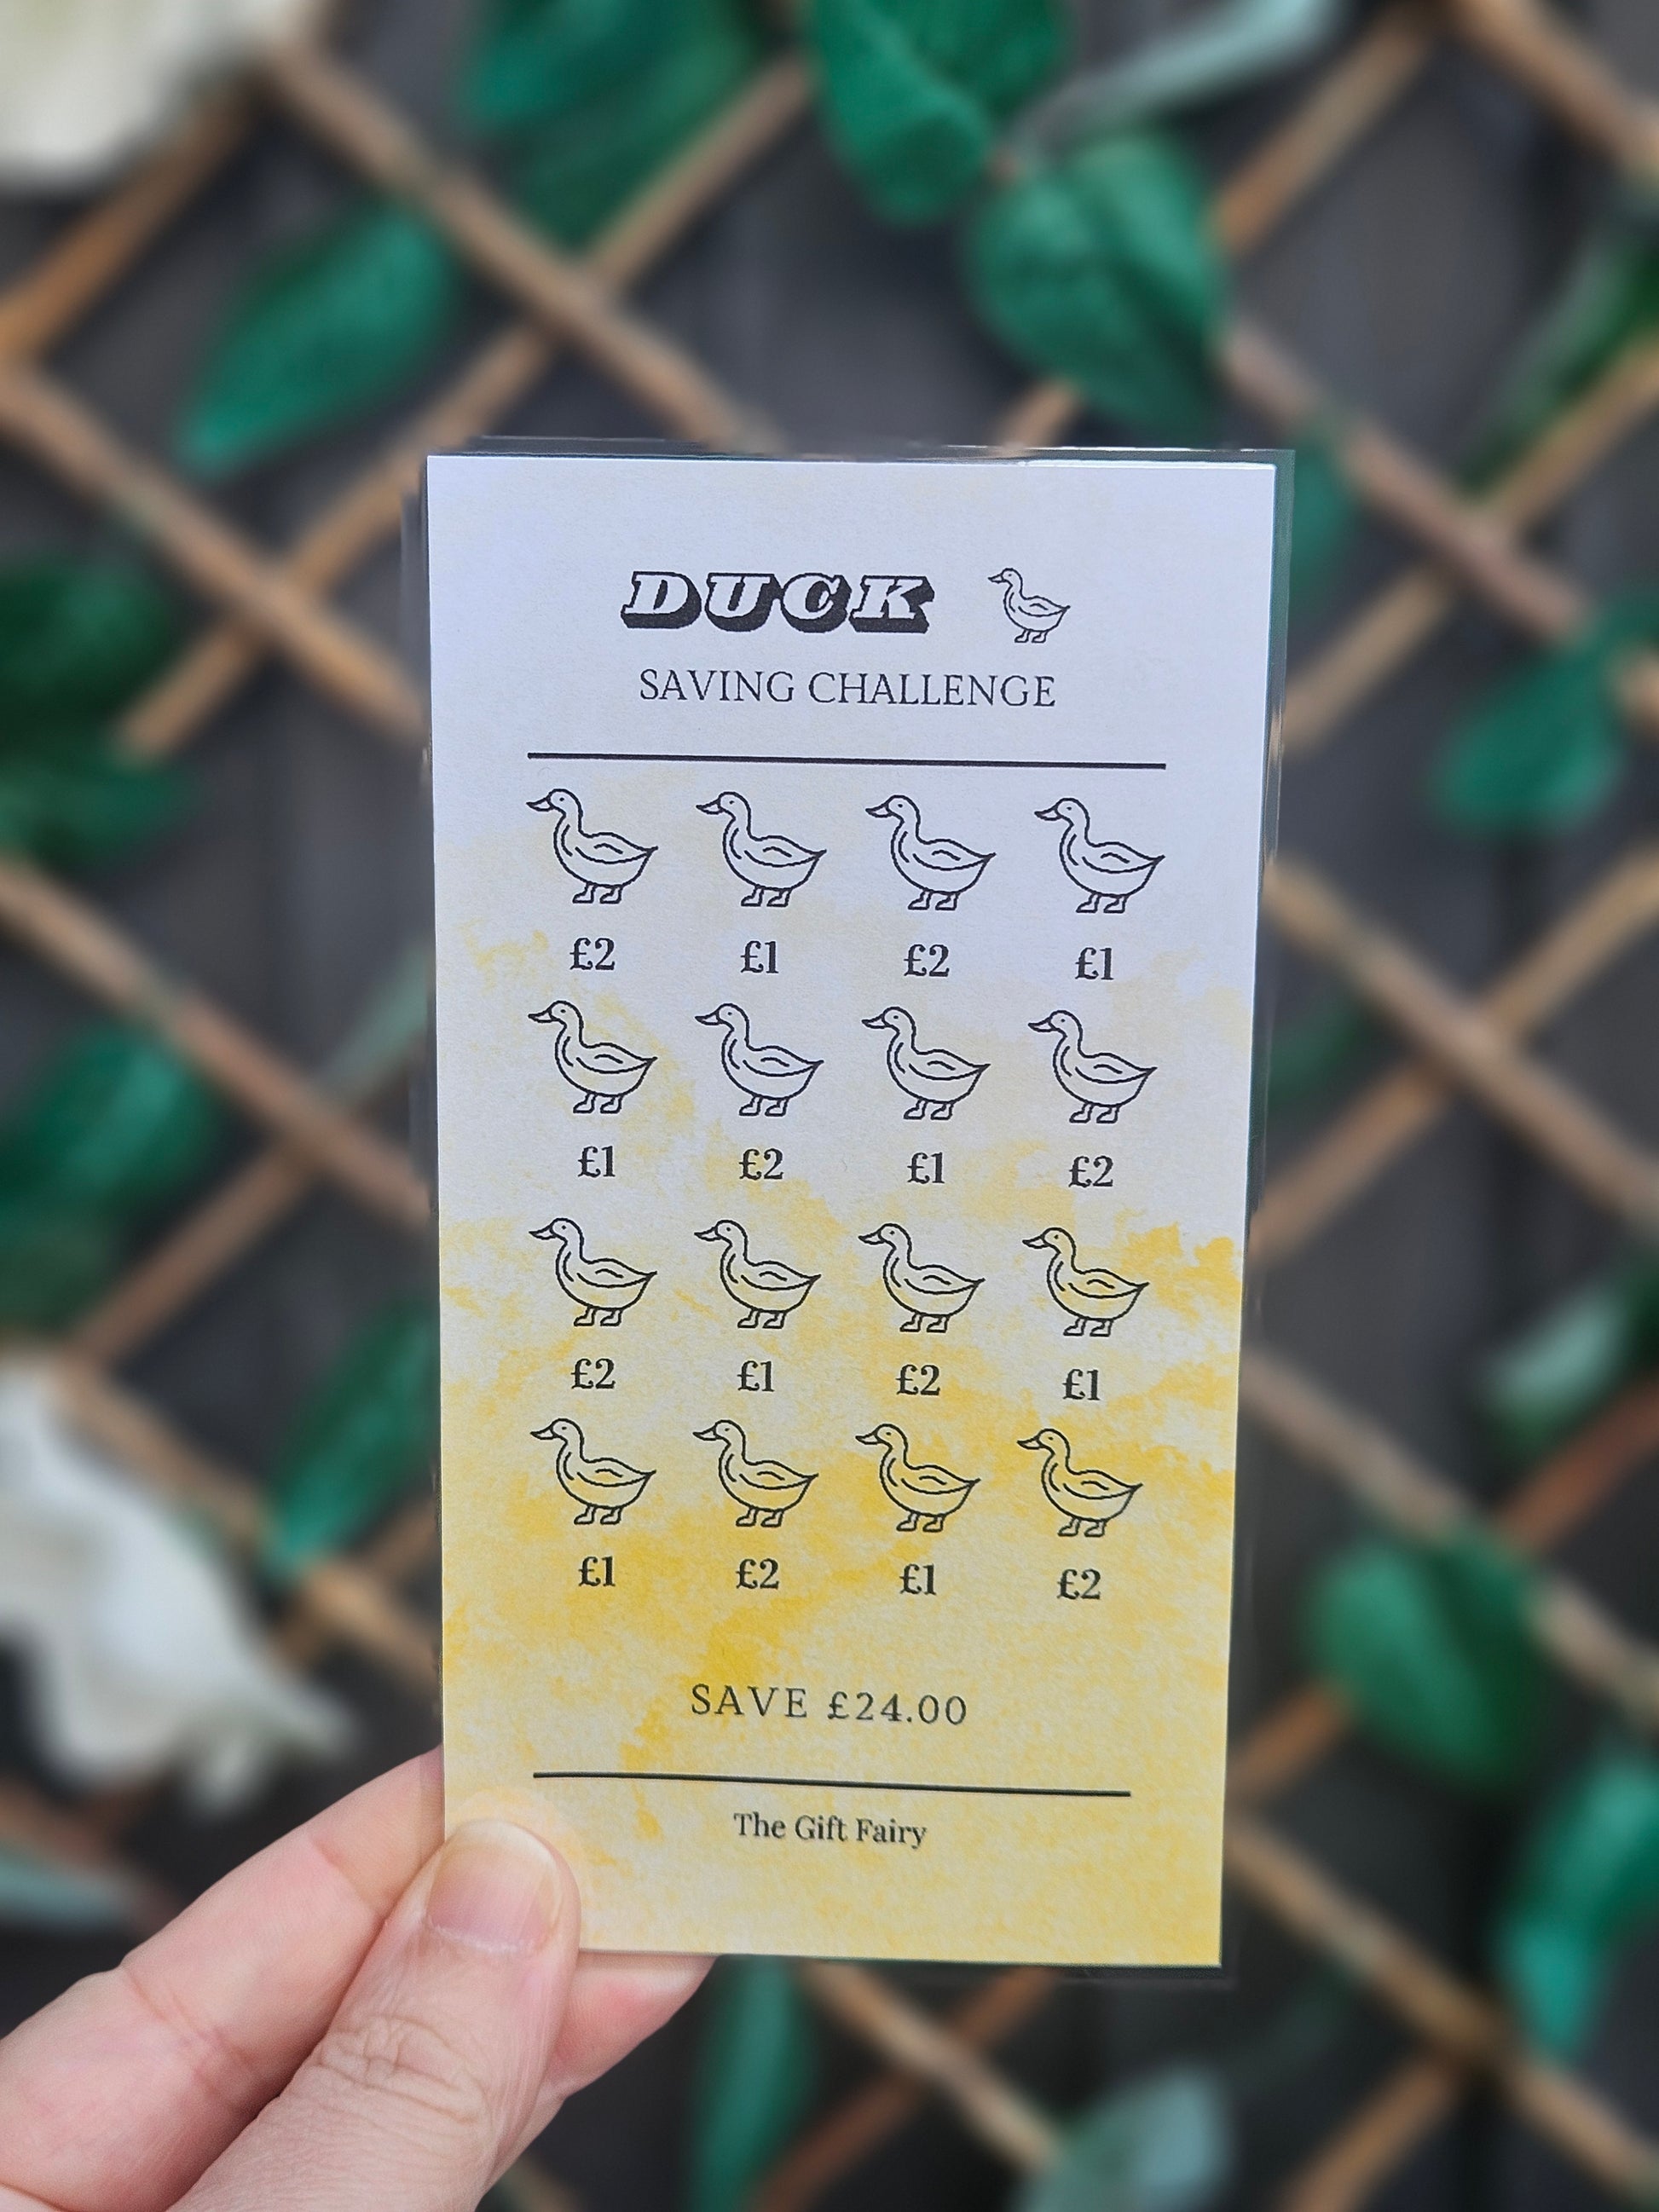 DUCK
SAVING CHALLENGE
£2 £1 £2 £1
£1 £2 £1 £2
£2 £1 £2 £1
£1 £2 £1 £2
SAVE £24.00
The Gift Fairy